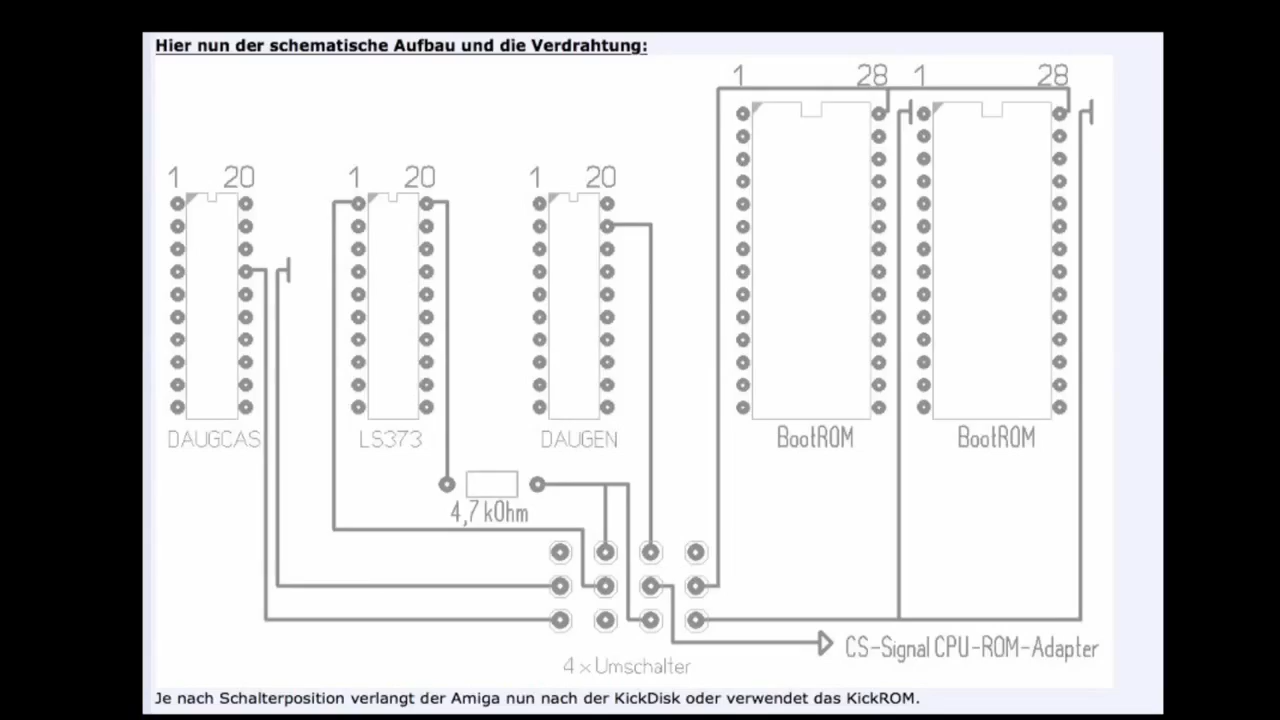 Hier nun der schematische Aufbau und die Verdrahtung:
1 28 1 28
1 20 1 20 1 20
DAUGCAS LS373 DAUGEN BootROM BootROM
4,7 kOhm
CS-Signal CPU-ROM-Adapter
4 x Umschalter
Je nach Schalterposition verlangt der Amiga nun nach der KickDisk oder verwendet das KickROM.